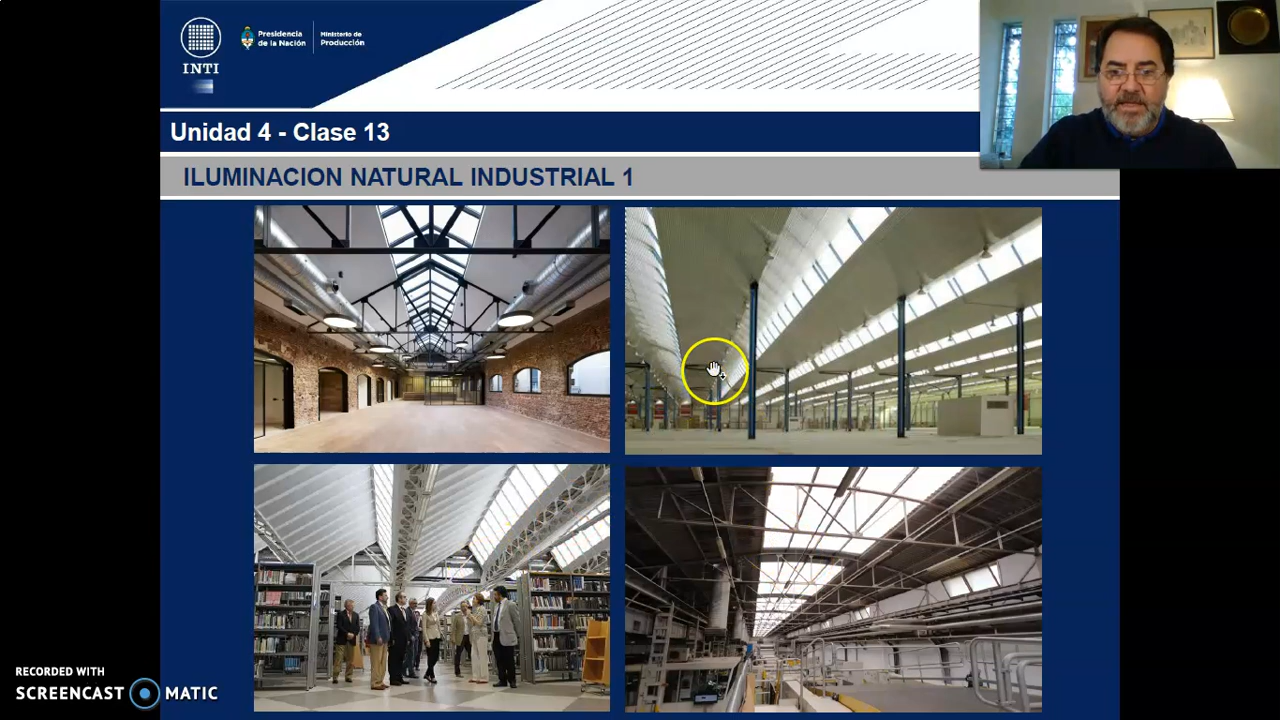 INTI
Presidencia
de la Nación
Ministerio de
Producción
Unidad 4 - Clase 13
ILUMINACION NATURAL INDUSTRIAL 1
RECORDED WITH
SCREENCAST MATIC